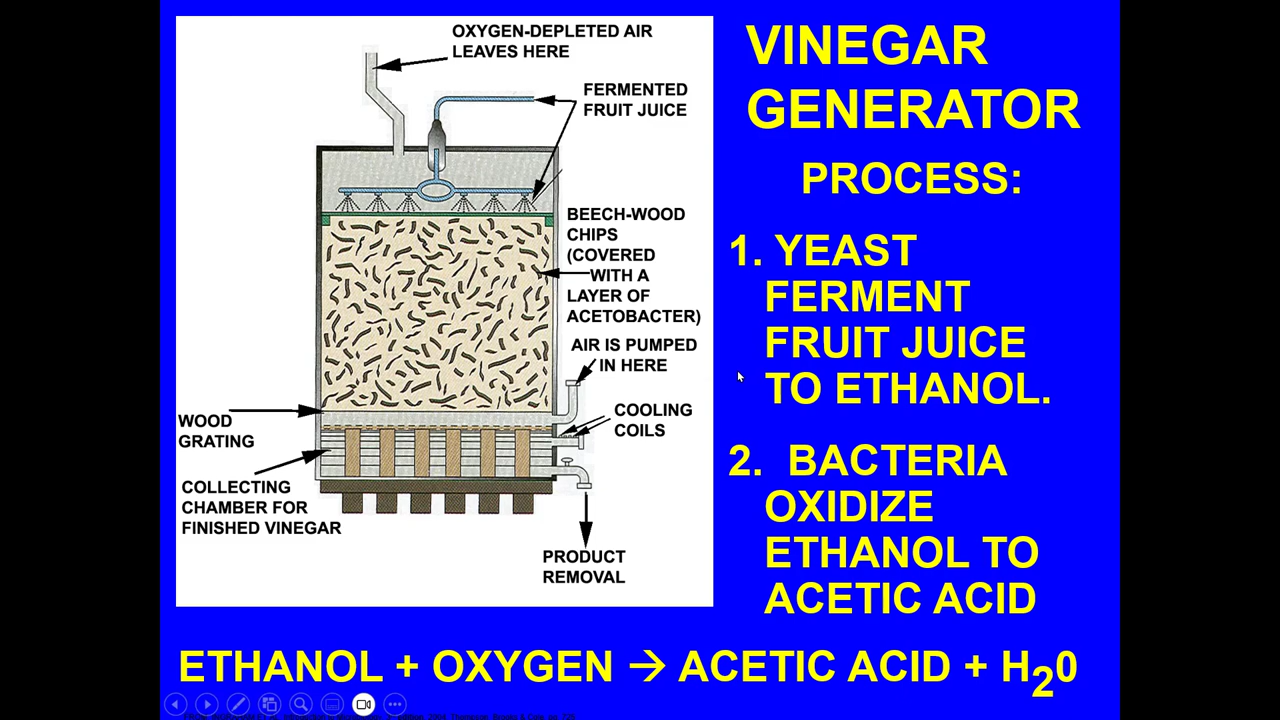 OXYGEN-DEPLETED AIR
LEAVES HERE
FERMENTED
FRUIT JUICE
BEECH-WOOD
CHIPS
(COVERED
WITH A
LAYER OF
ACETOBACTER)
AIR IS PUMPED
IN HERE
COOLING
COILS
WOOD
GRATING
COLLECTING
CHAMBER FOR
FINISHED VINEGAR
PRODUCT
REMOVAL
VINEGAR
GENERATOR
PROCESS:
1. YEAST
FERMENT
FRUIT JUICE
TO ETHANOL.
2. BACTERIA
OXIDIZE
ETHANOL TO
ACETIC ACID
ETHANOL + OXYGEN → ACETIC ACID + H₂0